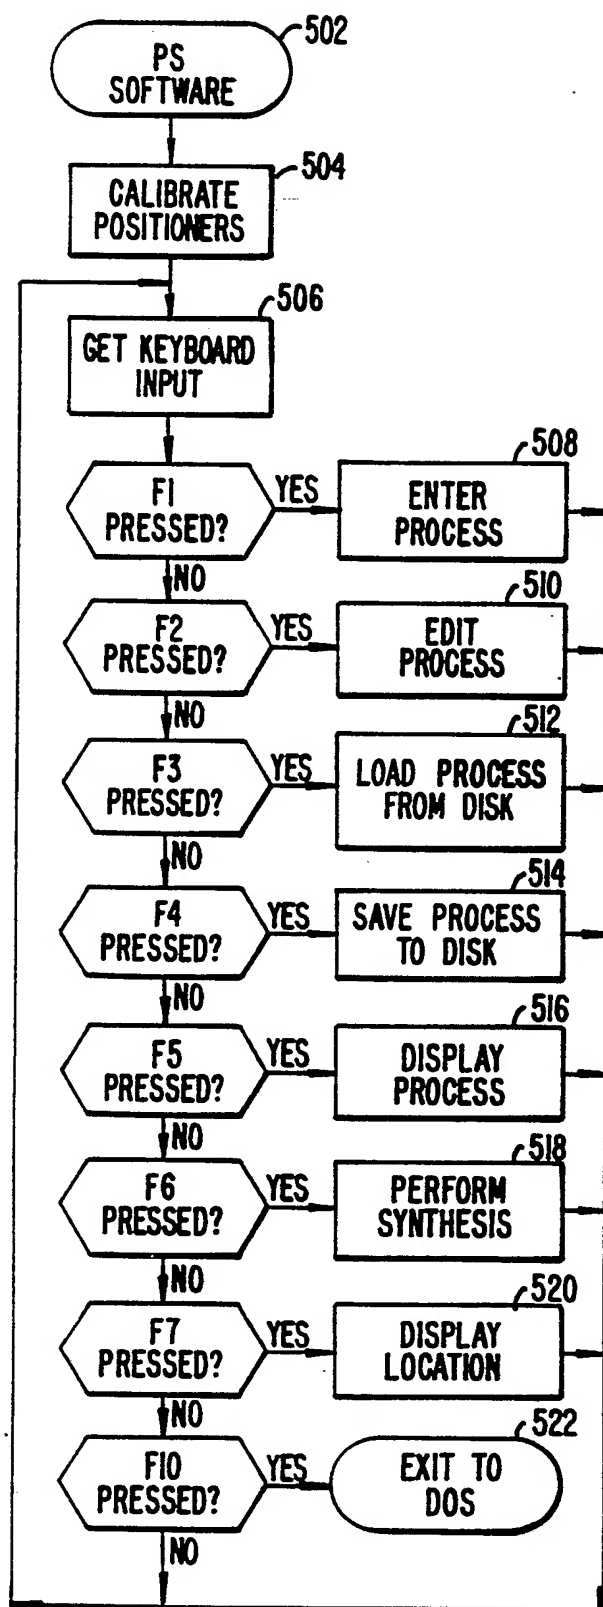 502
PS
SOFTWARE
504
CALIBRATE
POSITIONERS
506
GET KEYBOARD
INPUT
508
F1
PRESSED?
YES
ENTER
PROCESS
NO
510
F2
PRESSED?
YES
EDIT
PROCESS
NO
512
F3
PRESSED?
YES
LOAD PROCESS
FROM DISK
NO
514
F4
PRESSED?
YES
SAVE PROCESS
TO DISK
NO
516
F5
PRESSED?
YES
DISPLAY
PROCESS
NO
518
F6
PRESSED?
YES
PERFORM
SYNTHESIS
NO
520
F7
PRESSED?
YES
DISPLAY
LOCATION
NO
522
F10
PRESSED?
YES
EXIT TO
DOS
NO